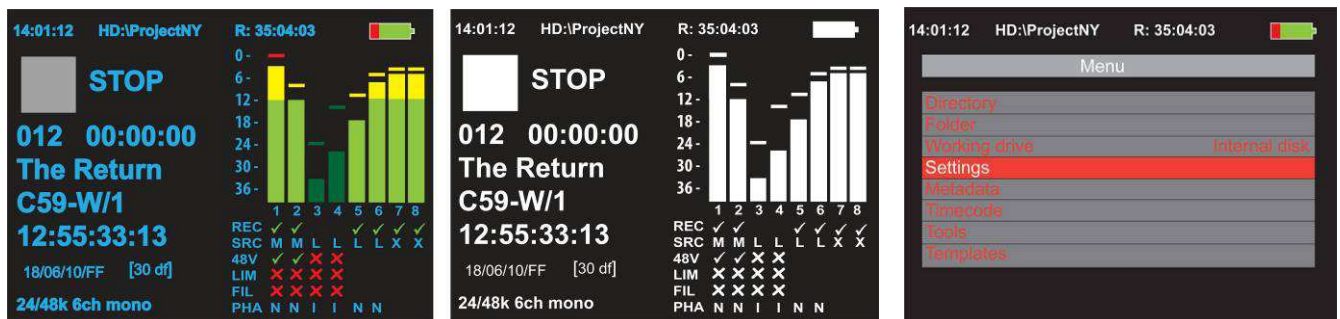 14:01:12 HD:\ProjectNY R: 35:04:03
STOP
012 00:00:00
The Return
C59-W/1
12:55:33:13
18/06/10/FF [30 df]
24/48k 6ch mono
0 -
6 -
12 -
18 -
24 -
30 -
36 -
1 2 3 4 5 6 7 8
REC ✓ ✓ ✓ ✓ ✓ ✓
SRC M M L L L L X X
48V ✓ ✓ ✗ ✗
LIM ✗ ✗ ✗ ✗
FIL ✗ ✗ ✗ ✗
PHA N N I I N N
14:01:12 HD:\ProjectNY R: 35:04:03
STOP
012 00:00:00
The Return
C59-W/1
12:55:33:13
18/06/10/FF [30 df]
24/48k 6ch mono
0 -
6 -
12 -
18 -
24 -
30 -
36 -
1 2 3 4 5 6 7 8
REC ✓ ✓ ✓ ✓ ✓ ✓
SRC M M L L L L X X
48V ✓ ✓ ✗ ✗
LIM ✗ ✗ ✗ ✗
FIL ✗ ✗ ✗ ✗
PHA N N I I N N
14:01:12 HD:\ProjectNY R: 35:04:03
Menu
Directory
Folder
Working drive Internal disk
Settings
Metadata
Timecode
Tools
Templates